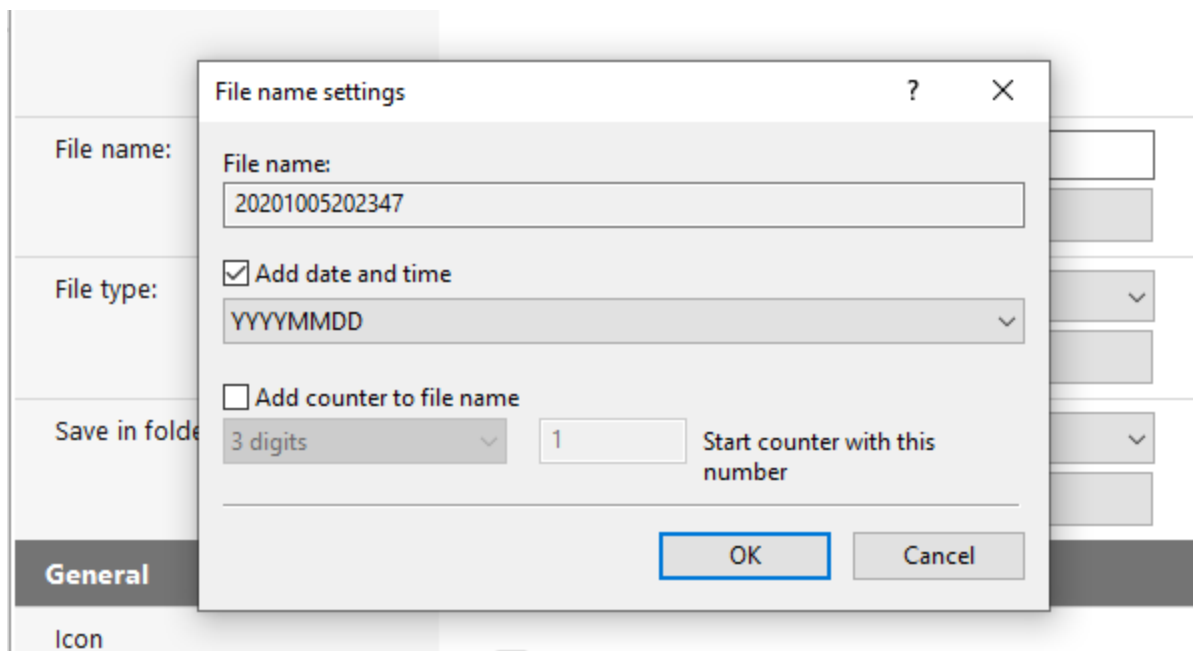 File name settings
?
File name:
File name:
20201005202347
Add date and time
File type:
YYYYMMDD
Add counter to file name
Save in folde
3 digits
1
Start counter with this
number
OK
Cancel
General
Icon